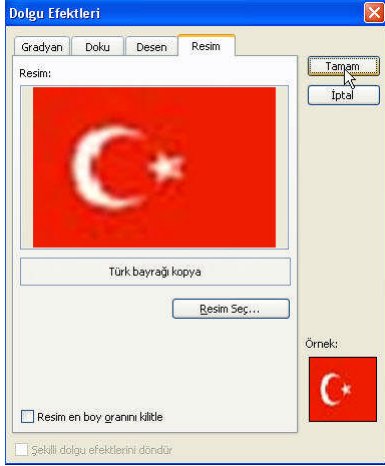 Dolgu Efektleri
Gradyan Doku Desen Resim
Resim:
Tamam
İptal
Türk bayrağı kopya
Resim Seç...
Örnek:
Resim en boy oranını kilitle
Şekilli dolgu efektlerini döndür